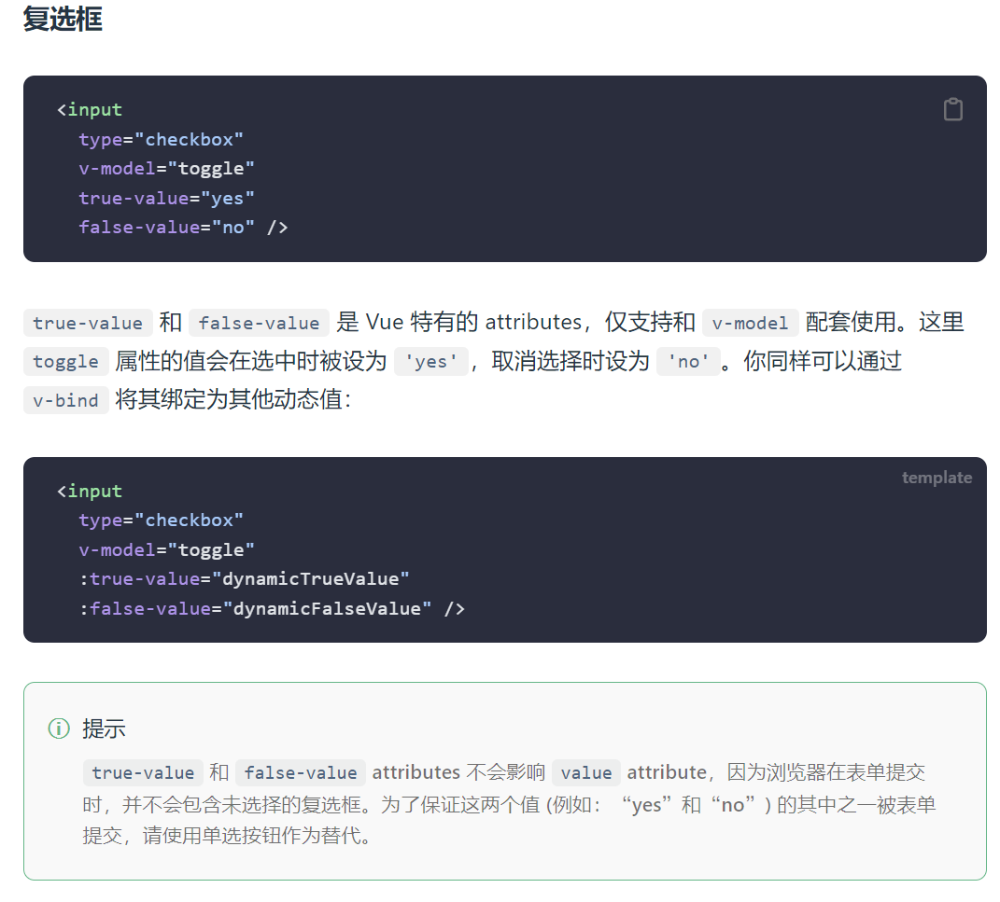 复选框
<input
type="checkbox"
v-model="toggle"
true-value="yes"
false-value="no" />
true-value 和 false-value 是 Vue 特有的 attributes，仅支持和 v-model 配套使用。这里
toggle 属性的值会在选中时被设为 'yes'，取消选择时设为 'no'。你同样可以通过
v-bind 将其绑定为其他动态值：
template
<input
type="checkbox"
v-model="toggle"
:true-value="dynamicTrueValue"
:false-value="dynamicFalseValue" />
提示
true-value 和 false-value attributes 不会影响 value attribute，因为浏览器在表单提交
时，并不会包含未选择的复选框。为了保证这两个值 (例如：“yes”和“no”) 的其中之一被表单
提交，请使用单选按钮作为替代。